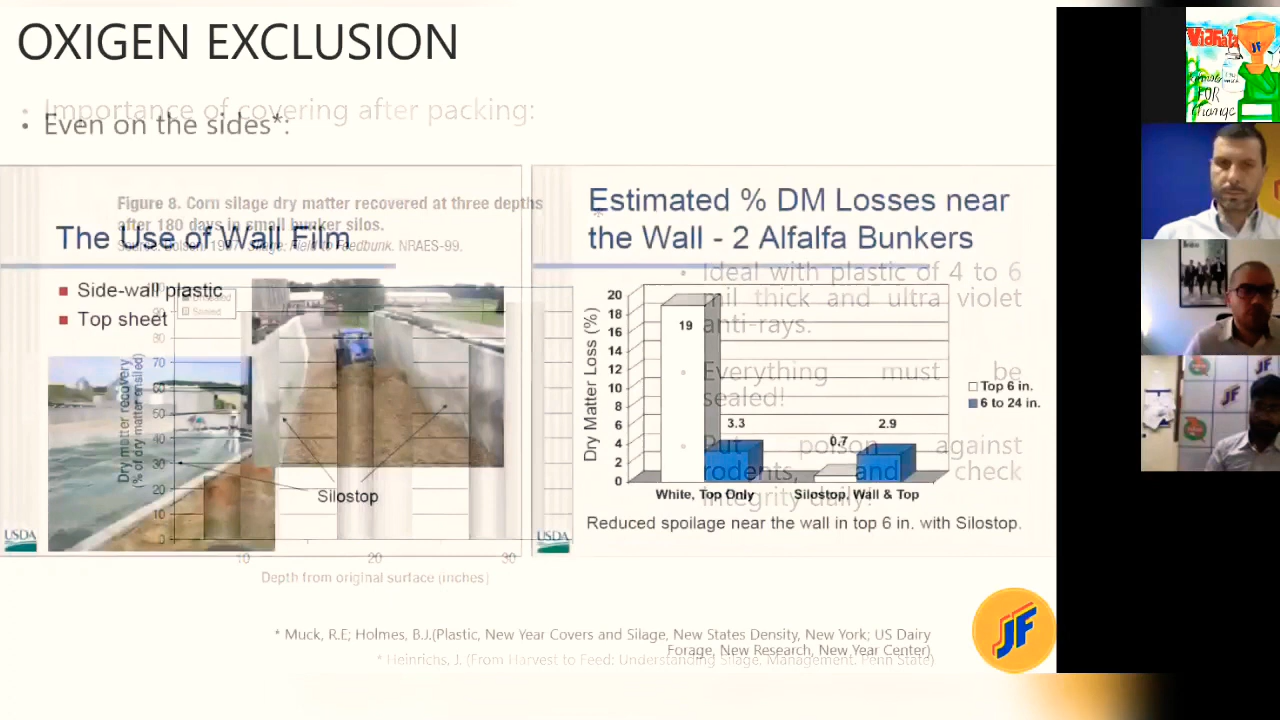 OXIGEN EXCLUSION
• Importance of covering after packing:
• Even on the sides*:
Figure 8. Corn silage dry matter recovered at three depths
after 180 days in small bunker silos.
NRAES-99.
The Use of Wall Film
Side-wall plastic
Top sheet
Silostop
USDA
90
80
70
60
50
40
30
20
10
0
Dry matter recovery
(% of dry matter ensiled)
10 20 30
Depth from original surface (inches)
Estimated % DM Losses near
the Wall - 2 Alfalfa Bunkers
20
18
16
14
12
10
8
6
4
2
0
Dry Matter Loss (%)
19
3.3
0.7
2.9
Top 6 in.
6 to 24 in.
White, Top Only Silostop, Wall & Top
Reduced spoilage near the wall in top 6 in. with Silostop.
USDA
• Ideal with plastic of 4 to 6
mil thick and ultra violet
anti-rays.
• Everything must be
sealed!
• Put poison against
rodents, and check
integrity daily!
* Muck, R.E; Holmes, B.J.(Plastic, New Year Covers and Silage, New States Density, New York; US Dairy
Forage, New Research, New Year Center)
* Heinrichs, J. (From Harvest to Feed: Understanding Silage, Management. Penn State)
JF
JF
FOR
change
JF